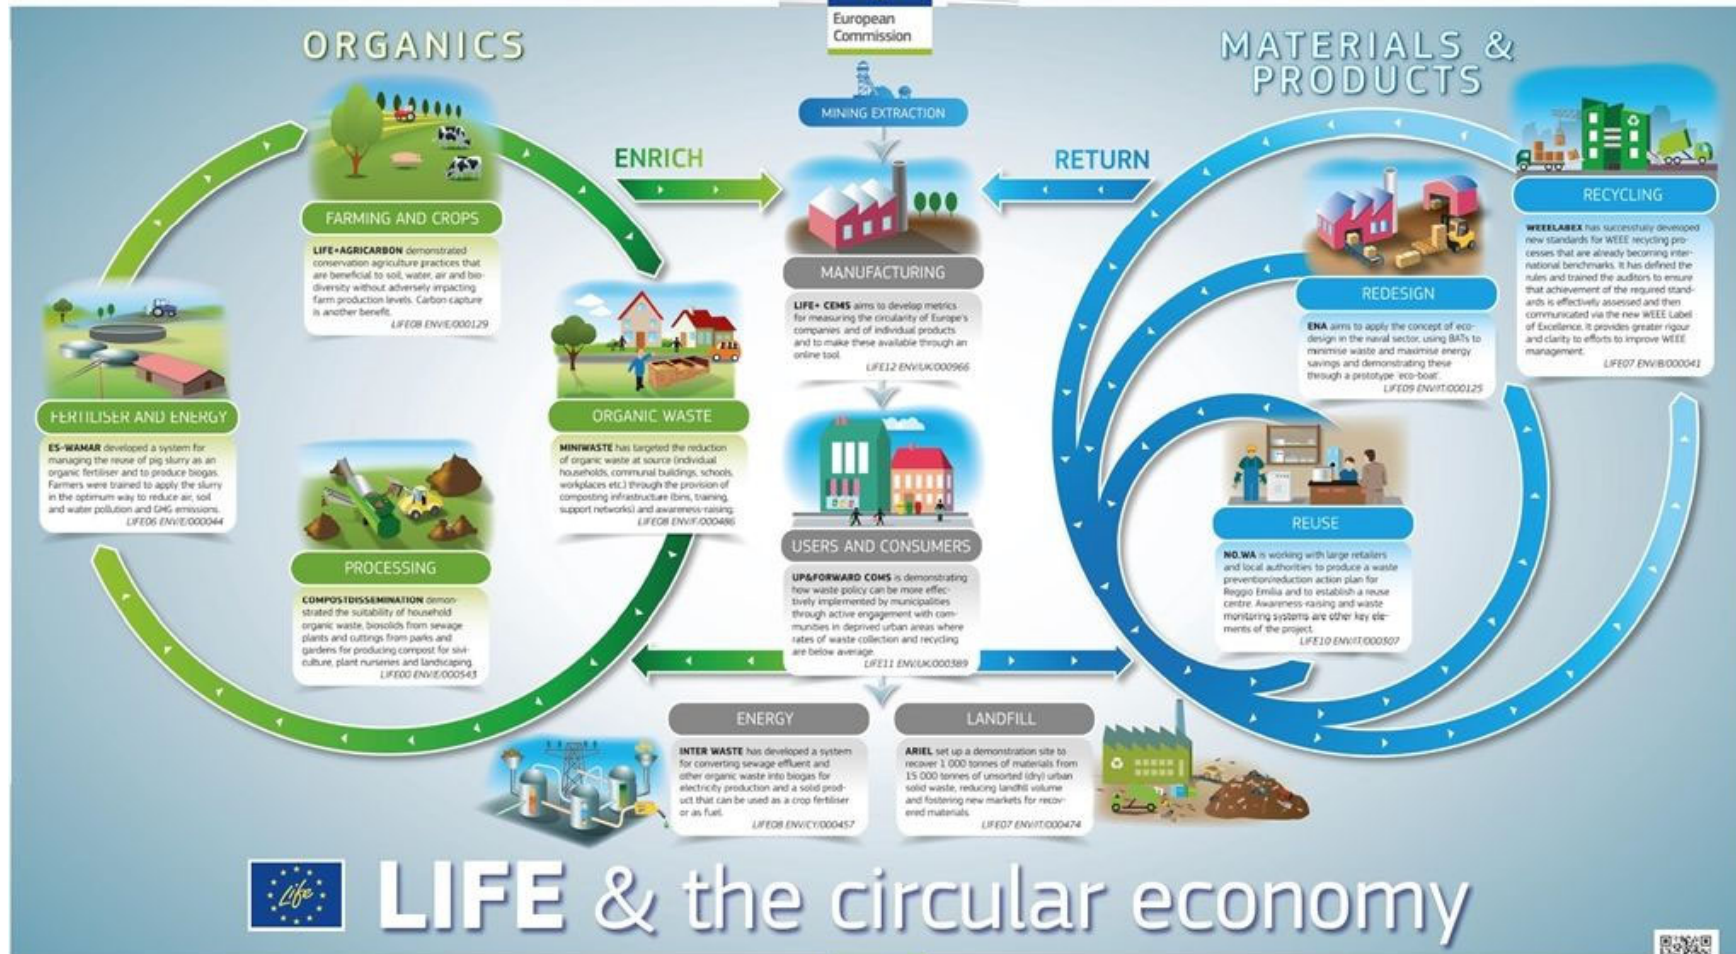 European
Commission
ORGANICS
MATERIALS &
PRODUCTS
MINING EXTRACTION
ENRICH
RETURN
FARMING AND CROPS
LIFE+AGRICARBON demonstrated
conservation agriculture practices that
are beneficial to soil, water, air and bio-
diversity without adversely impacting
farm production levels. Carbon capture
is another benefit.
LIFE08 ENV/E/000129
MANUFACTURING
LIFE+ CEMS aims to develop metrics
for measuring the circularity of Europe's
companies and of individual products
and to make these available through an
online tool.
LIFE12 ENV/UK/000966
RECYCLING
WEEELABEX has successfuly developed
new standards for WEEE recycling pro-
cesses that are already becoming inter-
national benchmarks. It has defined the
rules and trained the auditors to ensure
that achievement of the required stand-
ards is effectively assessed and then
communicated via the new WEEE Label
of Excellence. It provides greater rigour
and clarity to efforts to improve WEEE
management.
LIFE07 ENV/B/000041
REDESIGN
ENA aims to apply the concept of eco-
design in the naval sector, using BATs to
minimise waste and maximise energy
savings and demonstrating these
through a prototype 'eco-boat'.
LIFE09 ENV/IT/000125
FERTILISER AND ENERGY
ES-WAMAR developed a system for
managing the reuse of pig slurry as an
organic fertiliser and to produce biogas.
Farmers were trained to apply the slurry
in the optimum way to reduce air, soil
and water pollution and GHG emissions.
LIFE06 ENV/E/000044
ORGANIC WASTE
MINIWASTE has targeted the reduction
of organic waste at source (individual
households, communal buildings, schools,
workplaces etc.) through the provision of
composting infrastructure (bins, training,
support networks) and awareness-raising.
LIFE08 ENV/F/000486
PROCESSING
COMPOSTDISSEMINATION demon-
strated the suitability of household
organic waste, biosolids from sewage
plants and cuttings from parks and
gardens for producing compost for sivi-
culture, plant nurseries and landscaping.
LIFE00 ENV/E/000543
USERS AND CONSUMERS
UP&FORWARD COMS is demonstrating
how waste policy can be more effec-
tively implemented by municipalities
through active engagement with com-
munities in deprived urban areas where
rates of waste collection and recycling
are below average.
LIFE11 ENV/UK/000389
REUSE
NO.WA is working with large retailers
and local authorities to produce a waste
prevention/reduction action plan for
Reggio Emilia and to establish a reuse
centre. Awareness-raising and waste
monitoring systems are other key ele-
ments of the project.
LIFE10 ENV/IT/000307
ENERGY
INTER WASTE has developed a system
for converting sewage effluent and
other organic waste into biogas for
electricity production and a solid prod-
uct that can be used as a crop fertiliser
or as fuel.
LIFE08 ENV/CY/000457
LANDFILL
ARIEL set up a demonstration site to
recover 1 000 tonnes of materials from
15 000 tonnes of unsorted (dry) urban
solid waste, reducing landfill volume
and fostering new markets for recov-
ered materials.
LIFE07 ENV/IT/000474
Life
LIFE & the circular economy